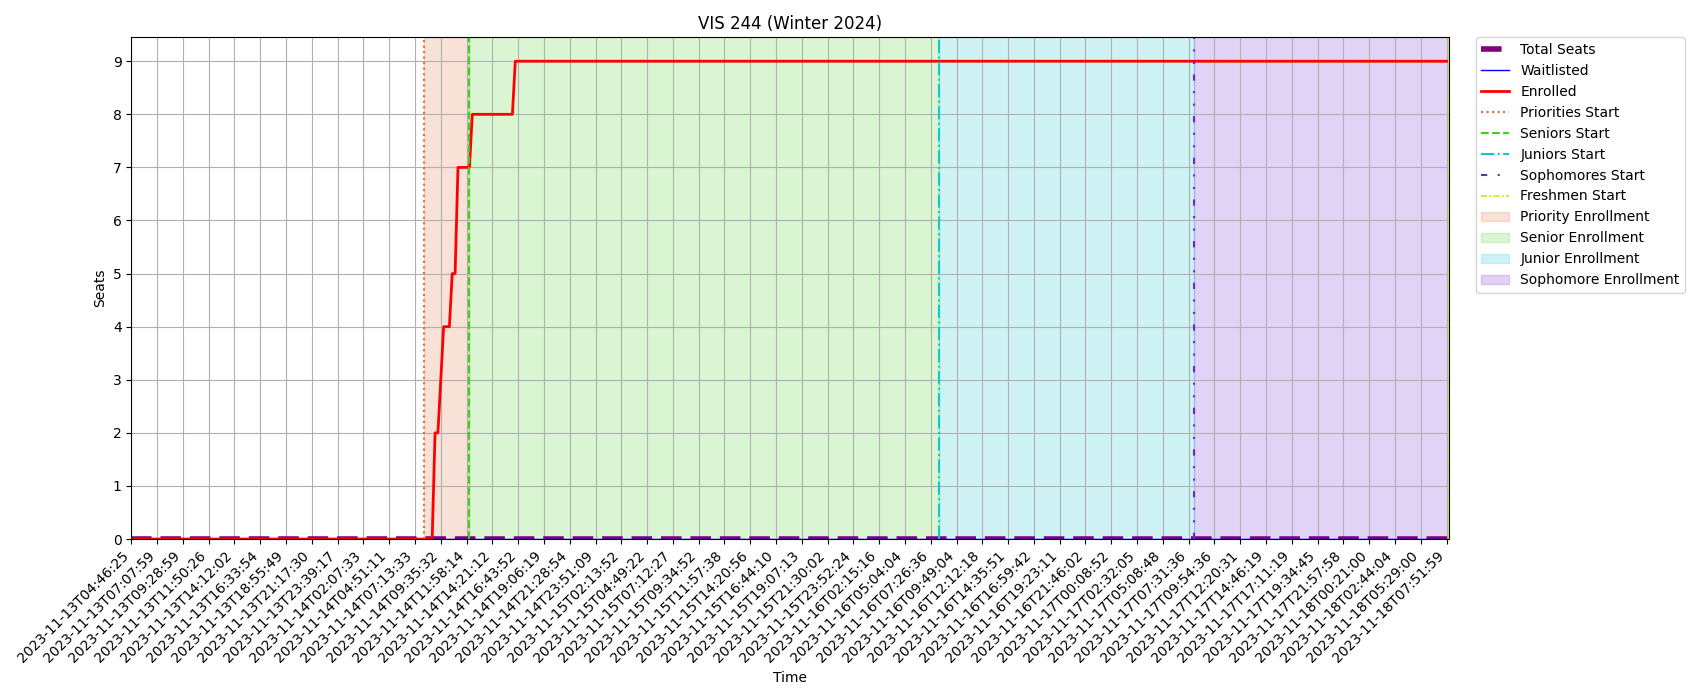 VIS 244 (Winter 2024)
Seats
9
8
7
6
5
4
3
2
1
0
2023-11-13T04:46:25
2023-11-13T07:07:59
2023-11-13T09:28:59
2023-11-13T11:50:26
2023-11-13T14:12:02
2023-11-13T16:33:54
2023-11-13T18:55:49
2023-11-13T21:17:30
2023-11-13T23:39:17
2023-11-14T02:07:33
2023-11-14T04:51:11
2023-11-14T07:13:33
2023-11-14T09:35:32
2023-11-14T11:58:14
2023-11-14T14:21:12
2023-11-14T16:43:52
2023-11-14T19:06:19
2023-11-14T21:28:54
2023-11-14T23:51:09
2023-11-15T02:13:52
2023-11-15T04:49:22
2023-11-15T07:12:27
2023-11-15T09:34:52
2023-11-15T11:57:38
2023-11-15T14:20:56
2023-11-15T16:44:10
2023-11-15T19:07:13
2023-11-15T21:30:02
2023-11-15T23:52:24
2023-11-16T02:15:16
2023-11-16T05:04:04
2023-11-16T07:26:36
2023-11-16T09:49:04
2023-11-16T12:12:18
2023-11-16T14:35:51
2023-11-16T16:59:42
2023-11-16T19:23:11
2023-11-16T21:46:02
2023-11-17T00:08:52
2023-11-17T02:32:05
2023-11-17T05:08:48
2023-11-17T07:31:36
2023-11-17T09:54:36
2023-11-17T12:20:31
2023-11-17T14:46:19
2023-11-17T17:11:19
2023-11-17T19:34:45
2023-11-17T21:57:58
2023-11-18T00:21:00
2023-11-18T02:44:04
2023-11-18T05:29:00
2023-11-18T07:51:59
Time
Total Seats
Waitlisted
Enrolled
Priorities Start
Seniors Start
Juniors Start
Sophomores Start
Freshmen Start
Priority Enrollment
Senior Enrollment
Junior Enrollment
Sophomore Enrollment